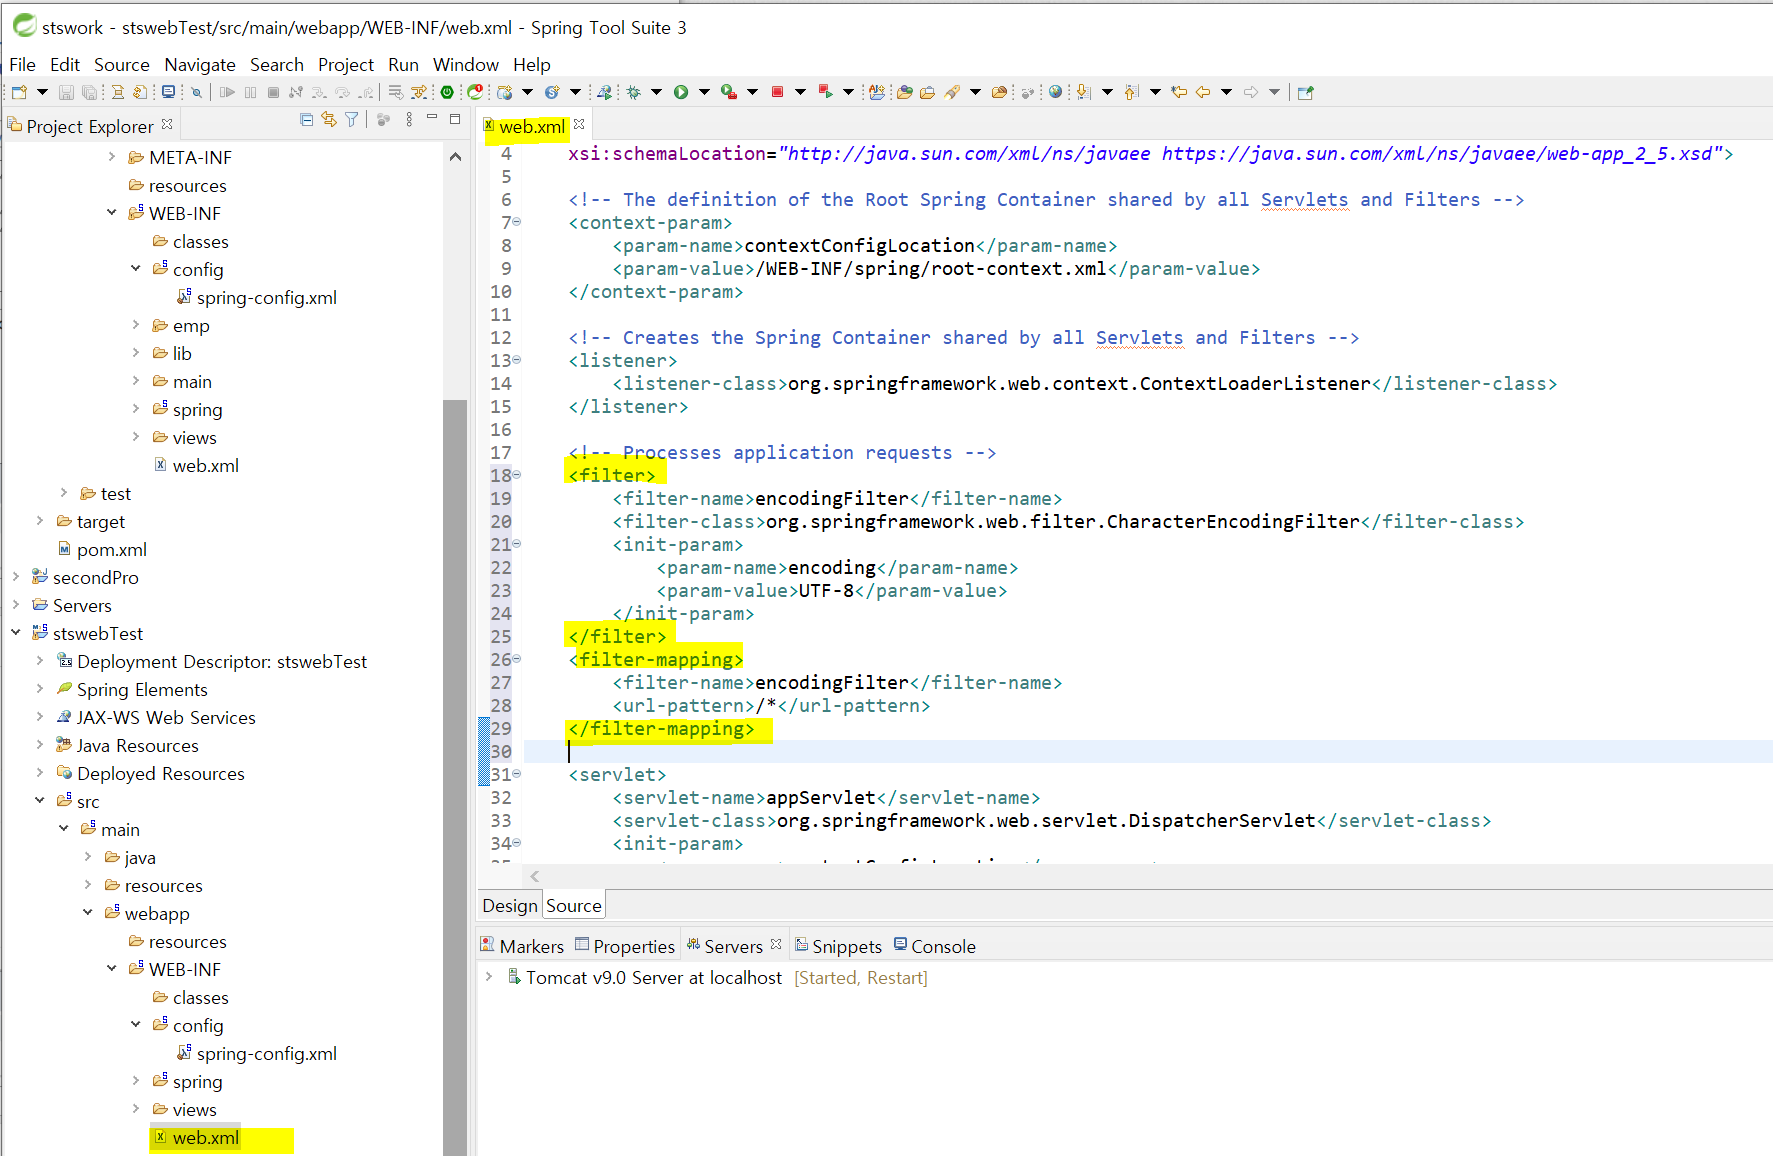 stswork - stswebTest/src/main/webapp/WEB-INF/web.xml - Spring Tool Suite 3
File Edit Source Navigate Search Project Run Window Help
Project Explorer
META-INF
resources
WEB-INF
classes
config
spring-config.xml
emp
lib
main
spring
views
web.xml
test
target
pom.xml
secondPro
Servers
stswebTest
Deployment Descriptor: stswebTest
Spring Elements
JAX-WS Web Services
Java Resources
Deployed Resources
src
main
java
resources
webapp
resources
WEB-INF
classes
config
spring-config.xml
spring
views
web.xml
web.xml
4 xsi:schemaLocation="http://java.sun.com/xml/ns/javaee https://java.sun.com/xml/ns/javaee/web-app_2_5.xsd">
5
6 <!-- The definition of the Root Spring Container shared by all Servlets and Filters -->
7 <context-param>
8 <param-name>contextConfigLocation</param-name>
9 <param-value>/WEB-INF/spring/root-context.xml</param-value>
10 </context-param>
11
12 <!-- Creates the Spring Container shared by all Servlets and Filters -->
13 <listener>
14 <listener-class>org.springframework.web.context.ContextLoaderListener</listener-class>
15 </listener>
16
17 <!-- Processes application requests -->
18 <filter>
19 <filter-name>encodingFilter</filter-name>
20 <filter-class>org.springframework.web.filter.CharacterEncodingFilter</filter-class>
21 <init-param>
22 <param-name>encoding</param-name>
23 <param-value>UTF-8</param-value>
24 </init-param>
25 </filter>
26 <filter-mapping>
27 <filter-name>encodingFilter</filter-name>
28 <url-pattern>/*</url-pattern>
29 </filter-mapping>
30
31 <servlet>
32 <servlet-name>appServlet</servlet-name>
33 <servlet-class>org.springframework.web.servlet.DispatcherServlet</servlet-class>
34 <init-param>
Design Source
Markers Properties Servers Snippets Console
Tomcat v9.0 Server at localhost [Started, Restart]